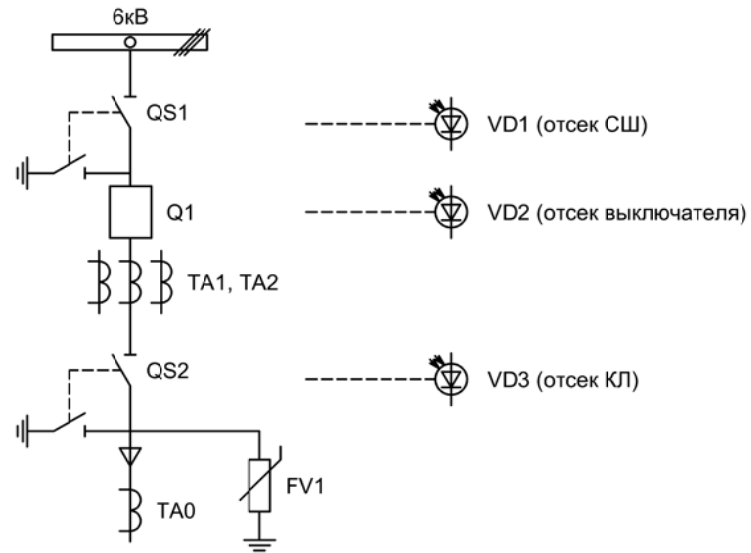 6кВ
QS1
VD1 (отсек СШ)
Q1
VD2 (отсек выключателя)
TA1, TA2
QS2
VD3 (отсек КЛ)
FV1
TA0